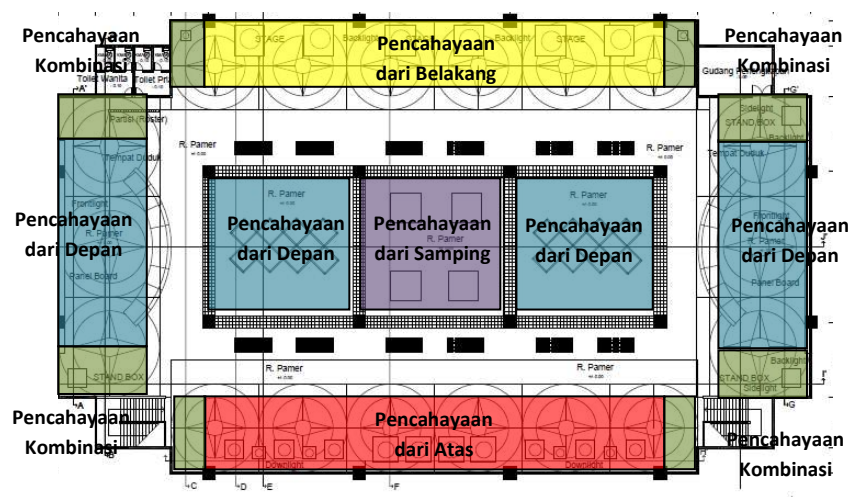 Pencahayaan
Kombinasi
STAGE
Backlight
Backlight
STAGE
Pencahayaan
dari Belakang
Pencahayaan
Kombinasi
Toilet Wanita
Toilet Pria
Gudang
A'
G'
Partisi (Roster)
Sidelight
STAND BOX
Backlight
Tempat Duduk
R. Pamer
R. Pamer
Tempat Duduk
Frontlight
R. Pamer
R. Pamer
Frontlight
Pencahayaan
dari Depan
Pencahayaan
dari Depan
Pencahayaan
dari Samping
Pencahayaan
dari Depan
Pencahayaan
dari Depan
R. Pamer
R. Pamer
Panel Board
Panel Board
R. Pamer
R. Pamer
Backlight
STAND BOX
STAND BOX
Sidelight
A
G
Pencahayaan
Kombinasi
Pencahayaan
dari Atas
Pencahayaan
Kombinasi
Downlight
Downlight
C
D
E
F